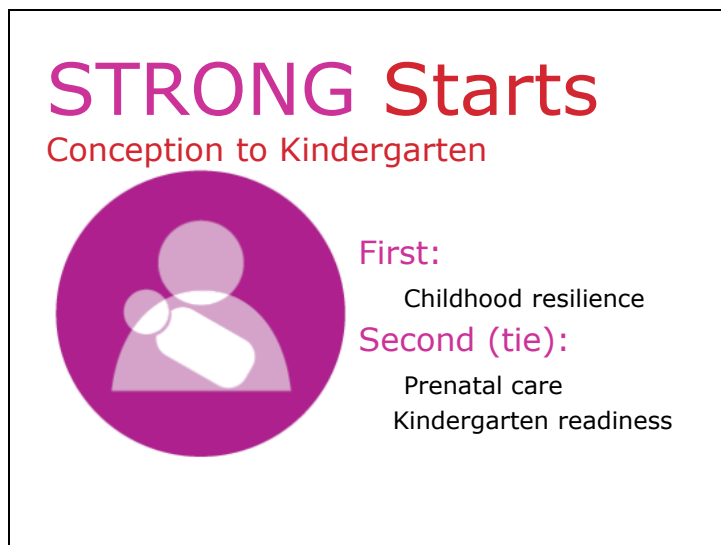 STRONG Starts
Conception to Kindergarten
First:
Childhood resilience
Second (tie):
Prenatal care
Kindergarten readiness